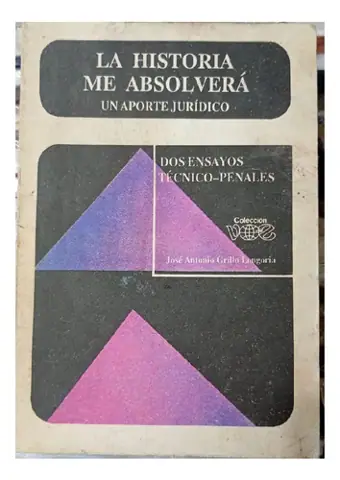 LA HISTORIA
ME ABSOLVERÁ
UN APORTE JURÍDICO
DOS ENSAYOS
TÉCNICO-PENALES
Colección
José Antonio Grillo Longoria